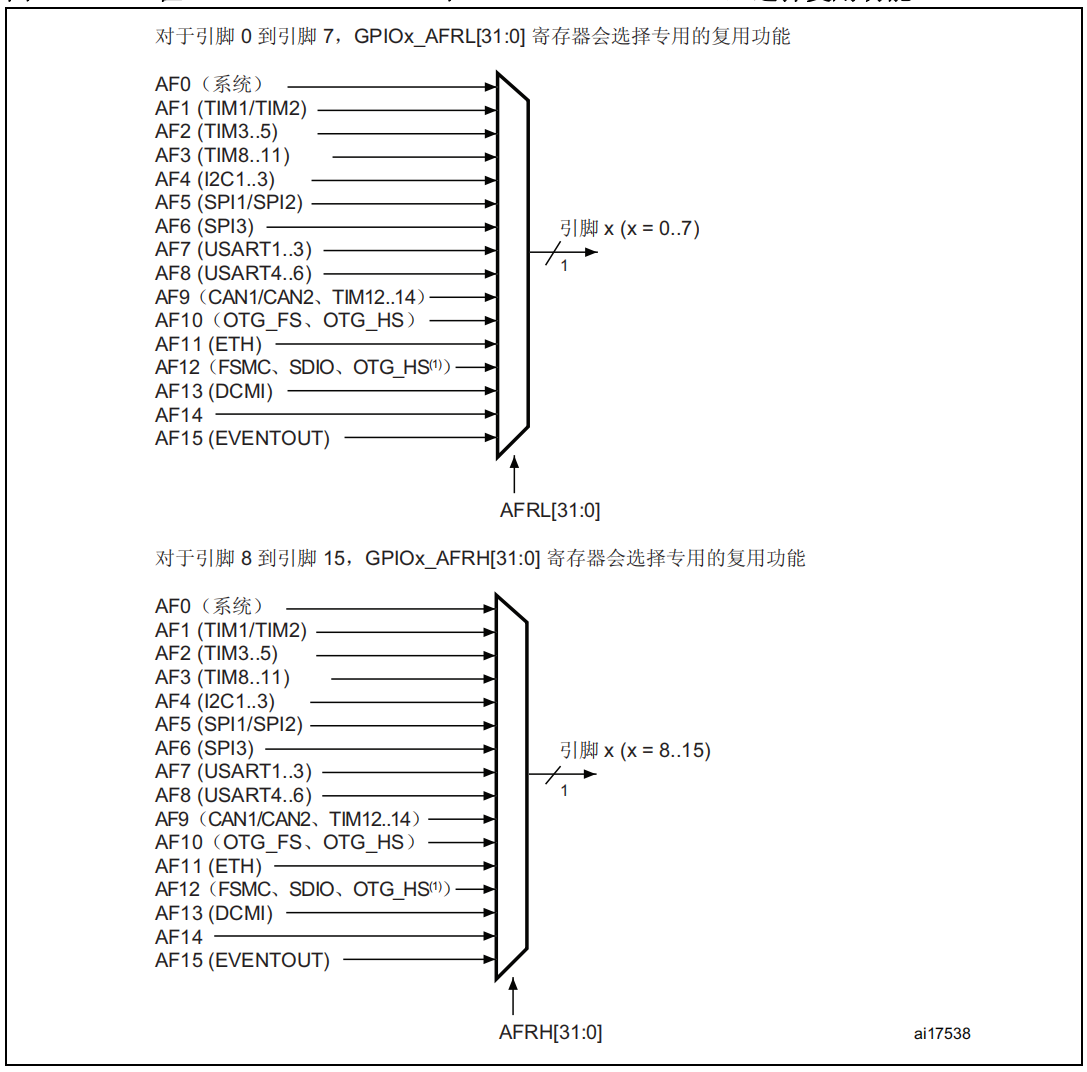 对于引脚 0 到引脚 7，GPIOx_AFRL[31:0] 寄存器会选择专用的复用功能
AF0（系统）
AF1 (TIM1/TIM2)
AF2 (TIM3..5)
AF3 (TIM8..11)
AF4 (I2C1..3)
AF5 (SPI1/SPI2)
AF6 (SPI3)
AF7 (USART1..3)
AF8 (USART4..6)
AF9（CAN1/CAN2、TIM12..14）
AF10（OTG_FS、OTG_HS）
AF11 (ETH)
AF12（FSMC、SDIO、OTG_HS(1)）
AF13 (DCMI)
AF14
AF15 (EVENTOUT)
引脚 x (x = 0..7)
1
AFRL[31:0]
对于引脚 8 到引脚 15，GPIOx_AFRH[31:0] 寄存器会选择专用的复用功能
AF0（系统）
AF1 (TIM1/TIM2)
AF2 (TIM3..5)
AF3 (TIM8..11)
AF4 (I2C1..3)
AF5 (SPI1/SPI2)
AF6 (SPI3)
AF7 (USART1..3)
AF8 (USART4..6)
AF9（CAN1/CAN2、TIM12..14）
AF10（OTG_FS、OTG_HS）
AF11 (ETH)
AF12（FSMC、SDIO、OTG_HS(1)）
AF13 (DCMI)
AF14
AF15 (EVENTOUT)
引脚 x (x = 8..15)
1
AFRH[31:0]
ai17538